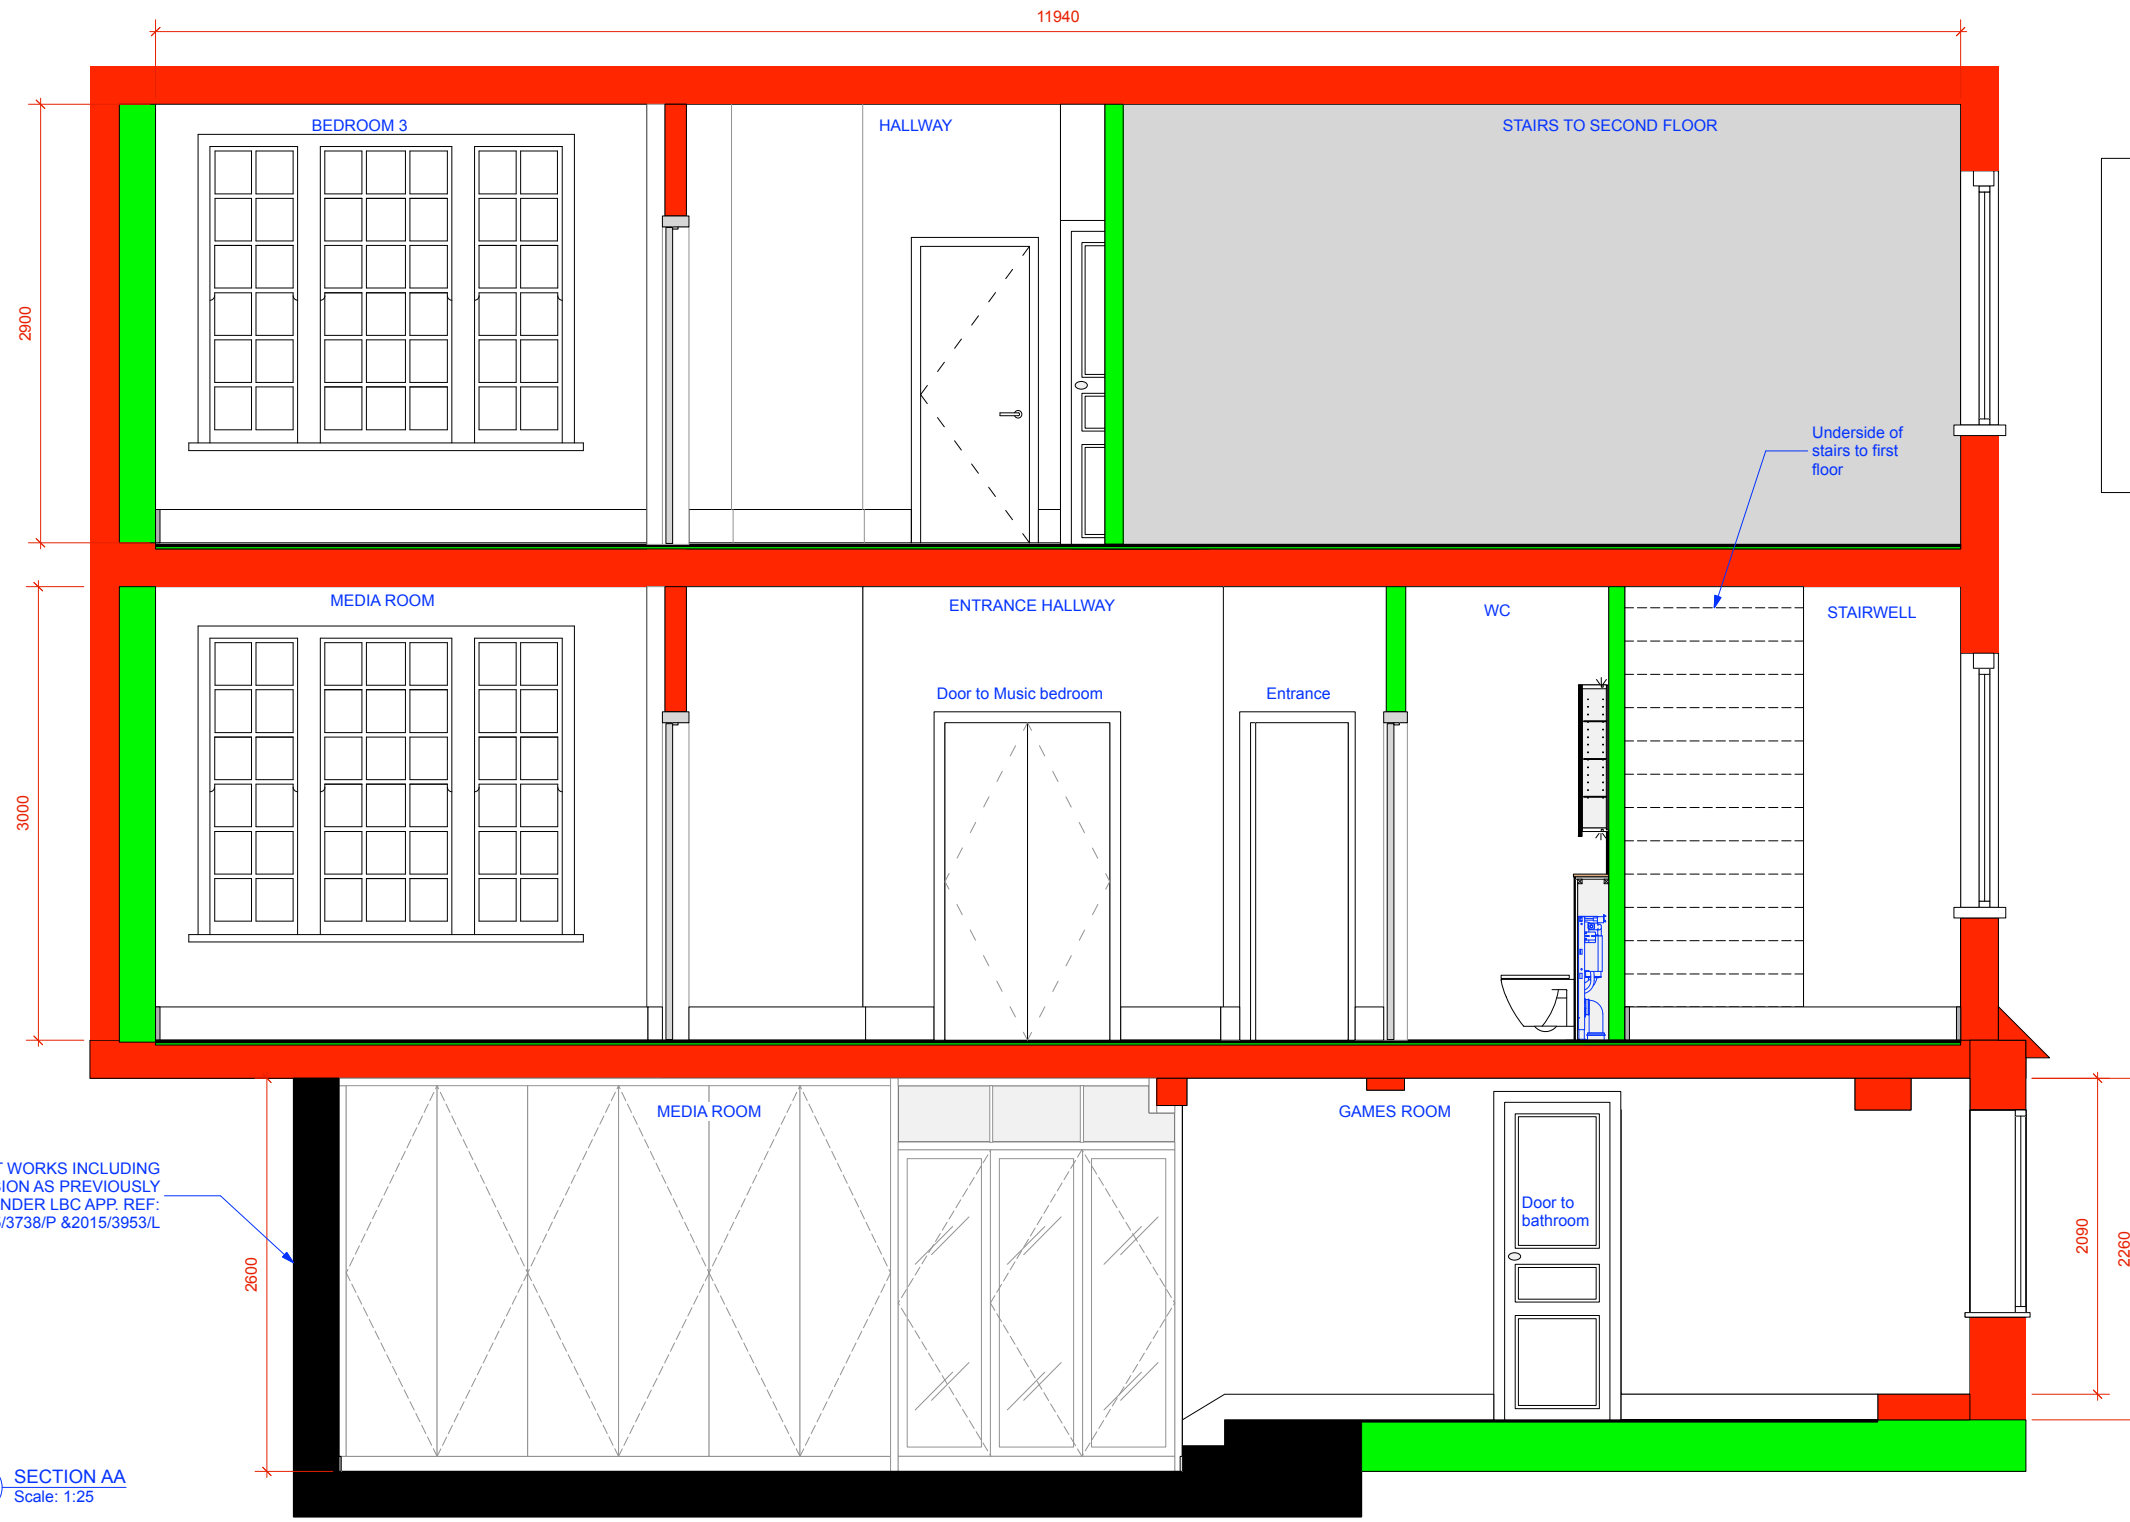 11940
BEDROOM 3
HALLWAY
STAIRS TO SECOND FLOOR
2900
Underside of
stairs to first
floor
MEDIA ROOM
ENTRANCE HALLWAY
WC
STAIRWELL
Door to Music bedroom
Entrance
3000
MEDIA ROOM
GAMES ROOM
WORKS INCLUDING
AS PREVIOUSLY
LBC APP. REF:
/3738/P &2015/3953/L
Door to
bathroom
2600
2090
2260
SECTION AA
Scale: 1:25